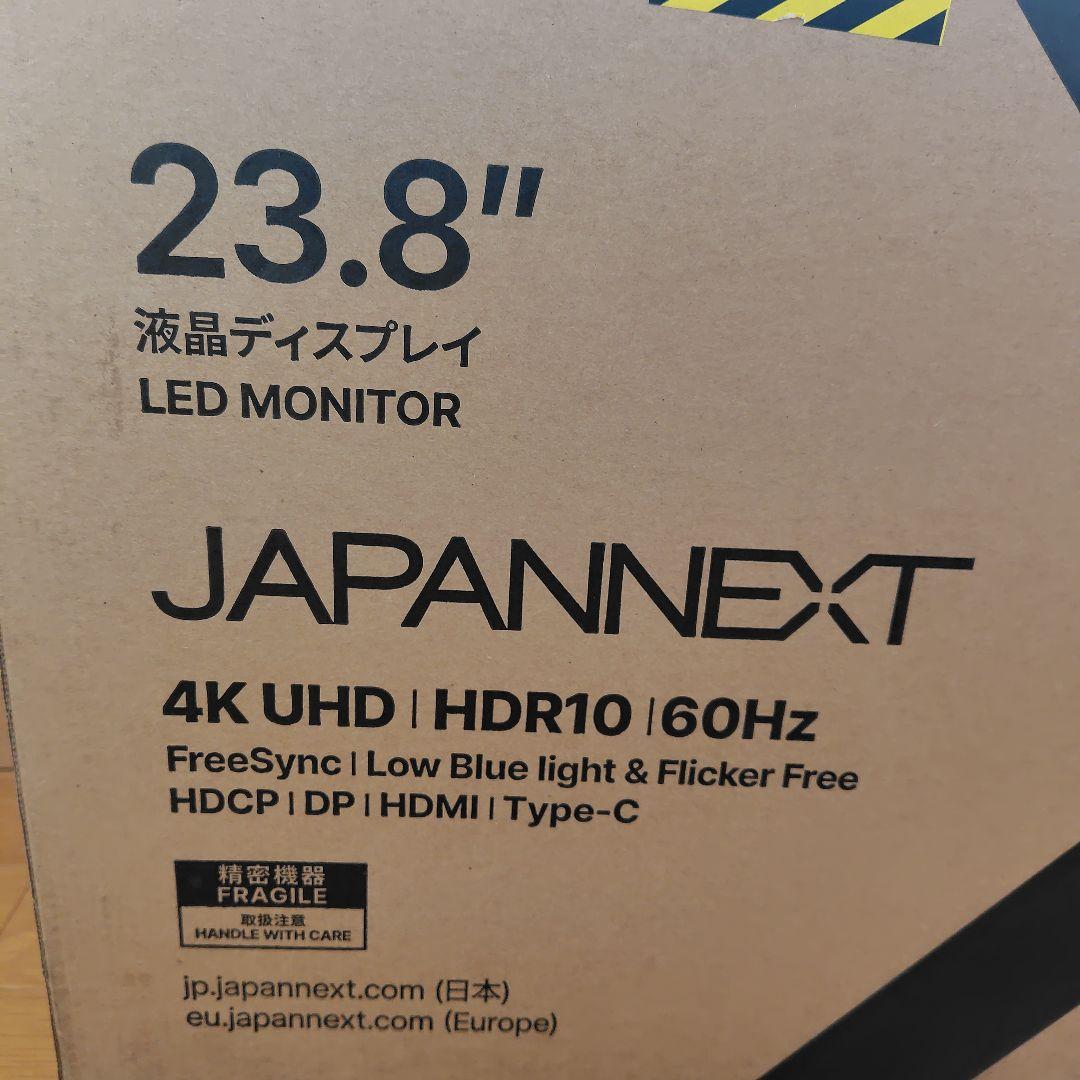 23.8"
液晶ディスプレイ
LED MONITOR
JAPANNEXT
4K UHD | HDR10 | 60Hz
FreeSync | Low Blue light & Flicker Free
HDCP | DP | HDMI | Type-C
精密機器
FRAGILE
取扱注意
HANDLE WITH CARE
jp.japannext.com (日本)
eu.japannext.com (Europe)